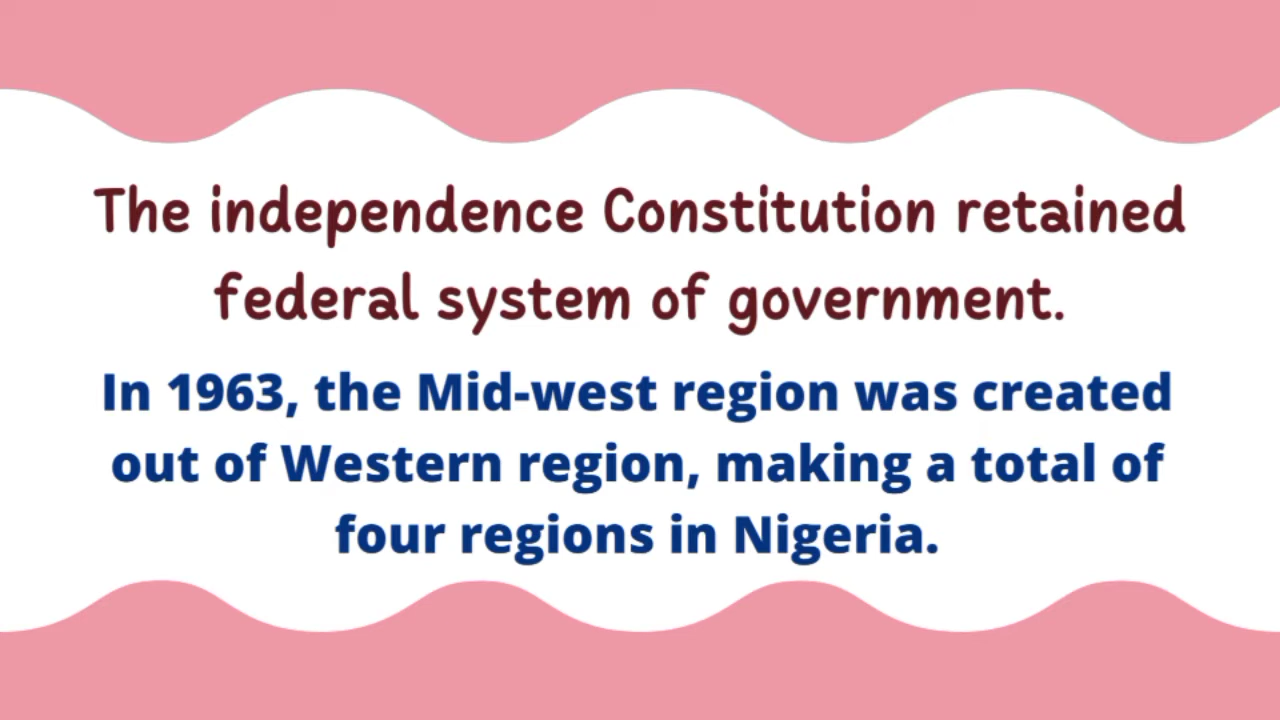 The independence Constitution retained
federal system of government.
In 1963, the Mid-west region was created
out of Western region, making a total of
four regions in Nigeria.